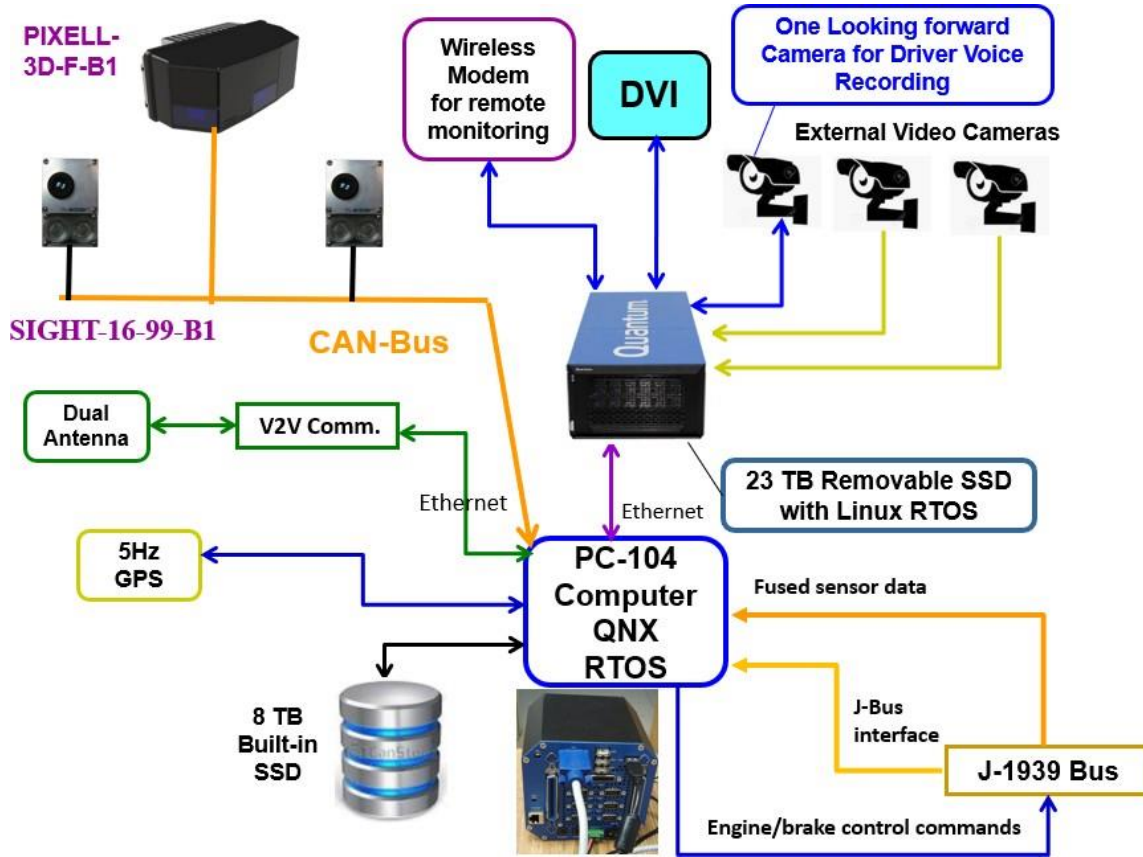 PIXELL-
3D-F-B1
Wireless
Modem
for remote
monitoring
DVI
One Looking forward
Camera for Driver Voice
Recording
External Video Cameras
SIGHT-16-99-B1
CAN-Bus
Quantum
Dual
Antenna
V2V Comm.
Ethernet
Ethernet
23 TB Removable SSD
with Linux RTOS
5Hz
GPS
PC-104
Computer
QNX
RTOS
Fused sensor data
8 TB
Built-in
SSD
J-Bus
interface
J-1939 Bus
Engine/brake control commands